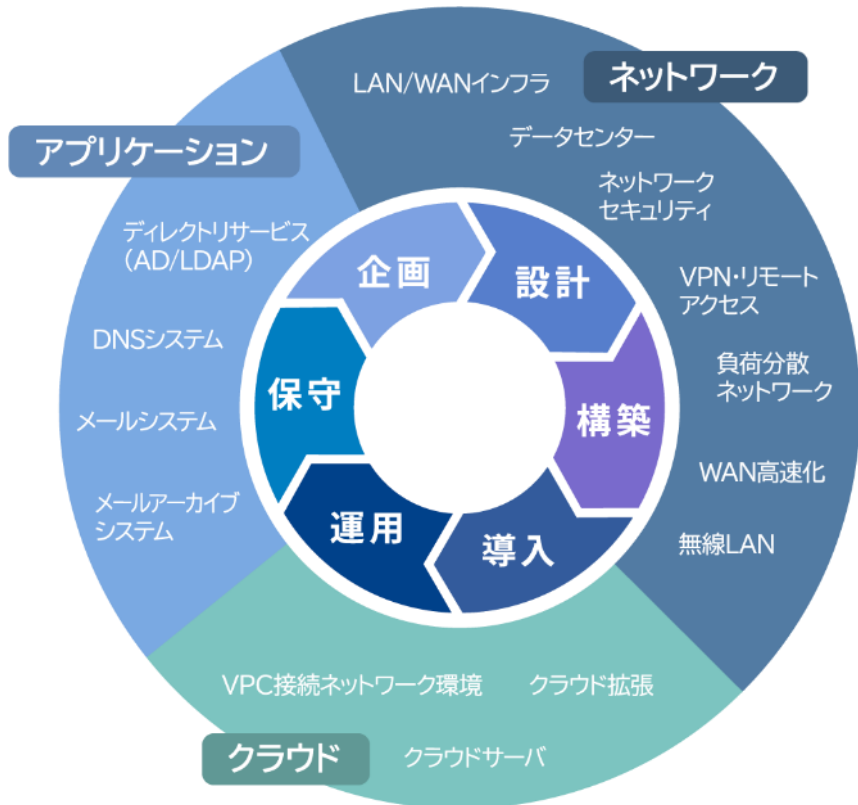 ネットワーク
LAN/WANインフラ
データセンター
ネットワーク
セキュリティ
VPN・リモート
アクセス
負荷分散
ネットワーク
WAN高速化
無線LAN
アプリケーション
ディレクトリサービス
(AD/LDAP)
DNSシステム
メールシステム
メールアーカイブ
システム
企画
設計
構築
導入
運用
保守
VPC接続ネットワーク環境
クラウド拡張
クラウド
クラウドサーバ